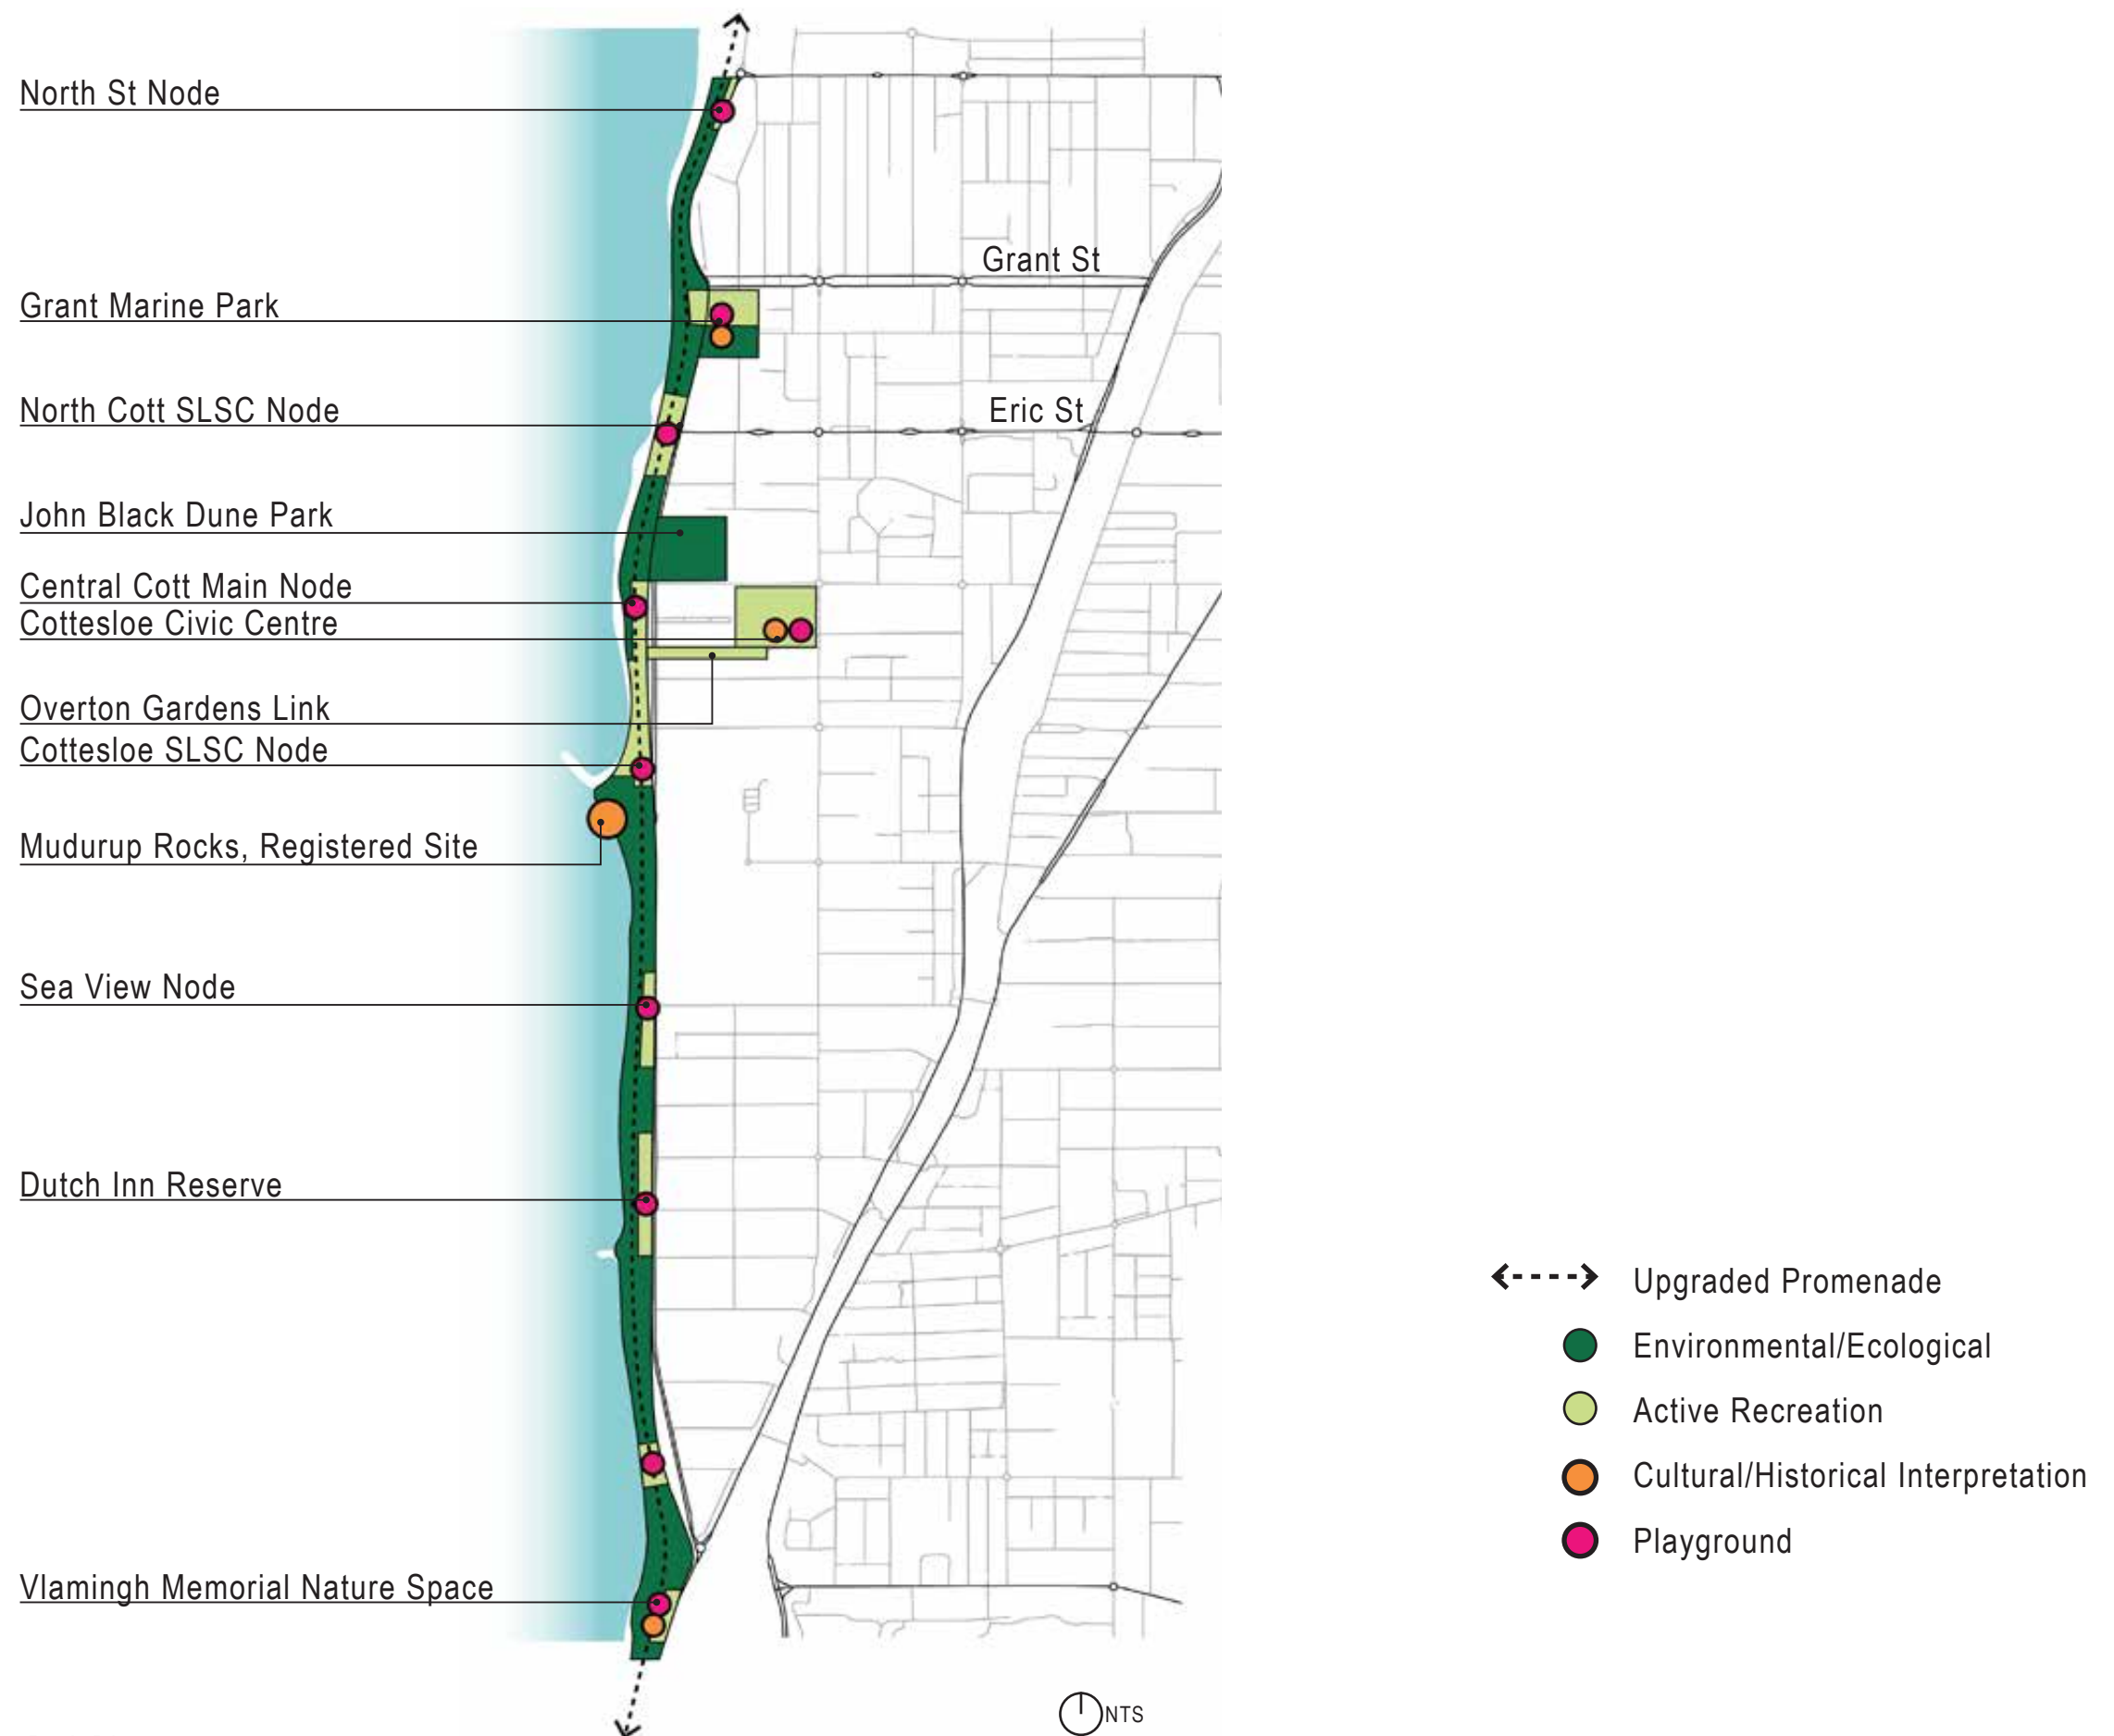 North St Node
Grant St
Grant Marine Park
North Cott SLSC Node
Eric St
John Black Dune Park
Central Cott Main Node
Cottesloe Civic Centre
Overton Gardens Link
Cottesloe SLSC Node
Mudurup Rocks, Registered Site
Sea View Node
Dutch Inn Reserve
Vlamingh Memorial Nature Space
Upgraded Promenade
Environmental/Ecological
Active Recreation
Cultural/Historical Interpretation
Playground
NTS